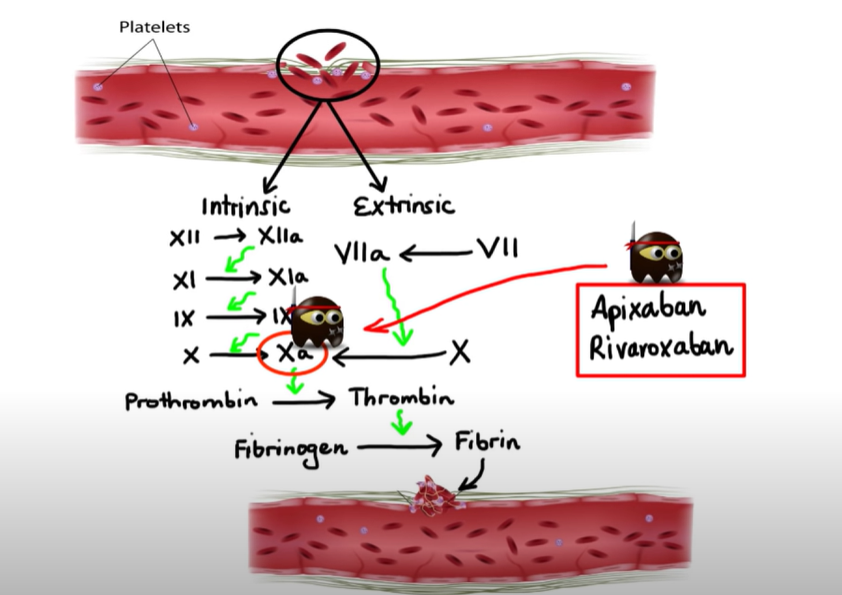 Platelets
Intrinsic
Extrinsic
XII → XIIa
VIIa ← VII
XI → XIa
IX → IX
Apixaban
Rivaroxaban
X → Xa ← X
Prothrombin → Thrombin
Fibrinogen → Fibrin